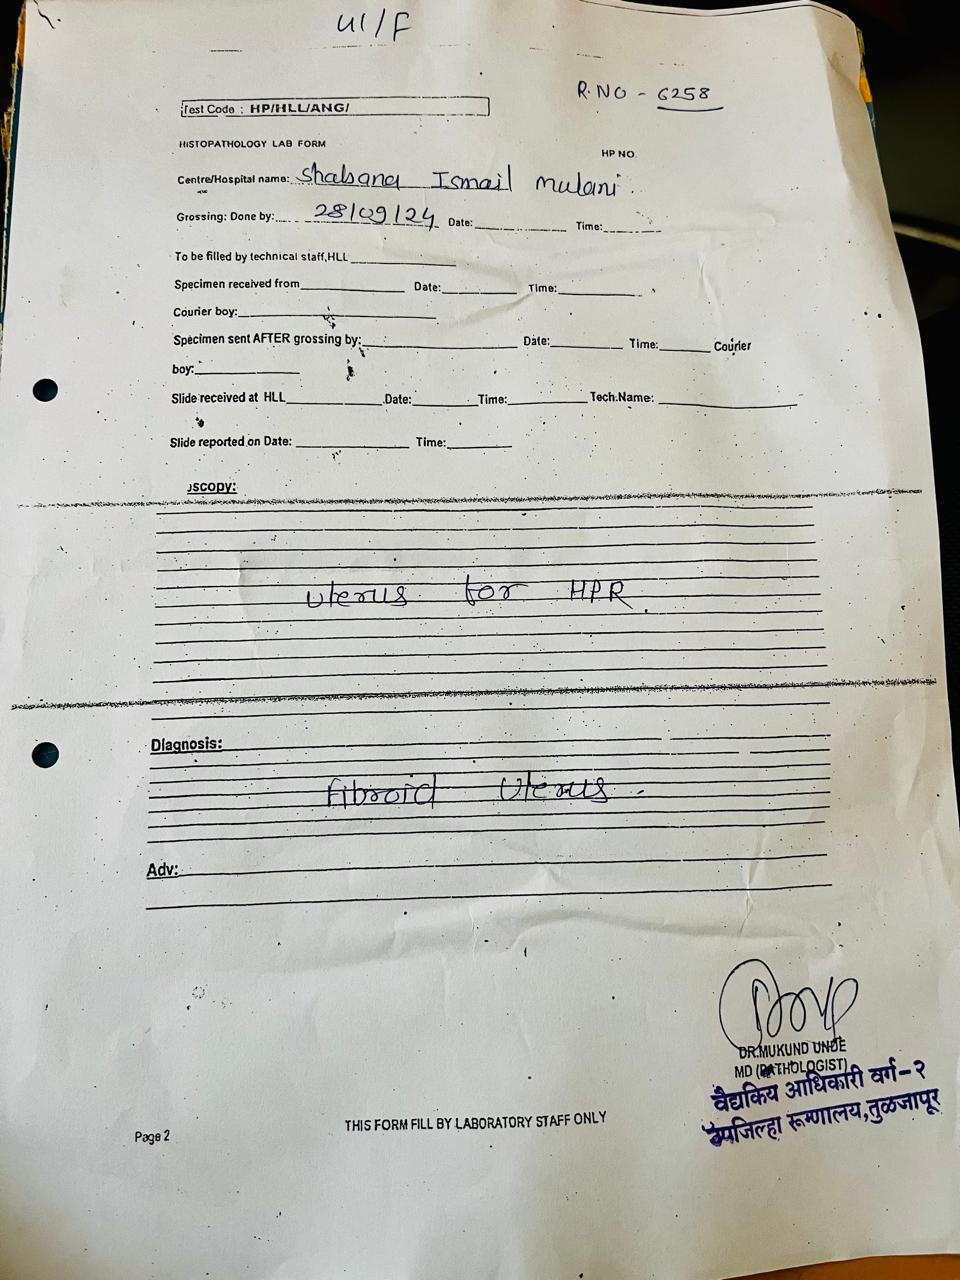 41/F
R.NO - 6258
Test Code : HP/HLL/ANG/
HISTOPATHOLOGY LAB FORM
HP NO.
Centre/Hospital name: Shabana Ismail Mulani.
Grossing: Done by: 28/09/24 Date: Time:
To be filled by technical staff,HLL
Specimen received from Date: Time:
Courier boy:
Specimen sent AFTER grossing by: Date: Time: Courier
boy:
Slide received at HLL Date: Time: Tech.Name:
Slide reported on Date: Time:
oscopy:
Uterus for HPR.
Diagnosis:
Fibroid Uterus.
Adv:
DR.MUKUND UNDE
MD (PATHOLOGIST)
वैद्यकिय आधिकारी वर्ग-२
उपजिल्हा रूग्णालय,तुळजापूर
THIS FORM FILL BY LABORATORY STAFF ONLY
Page 2